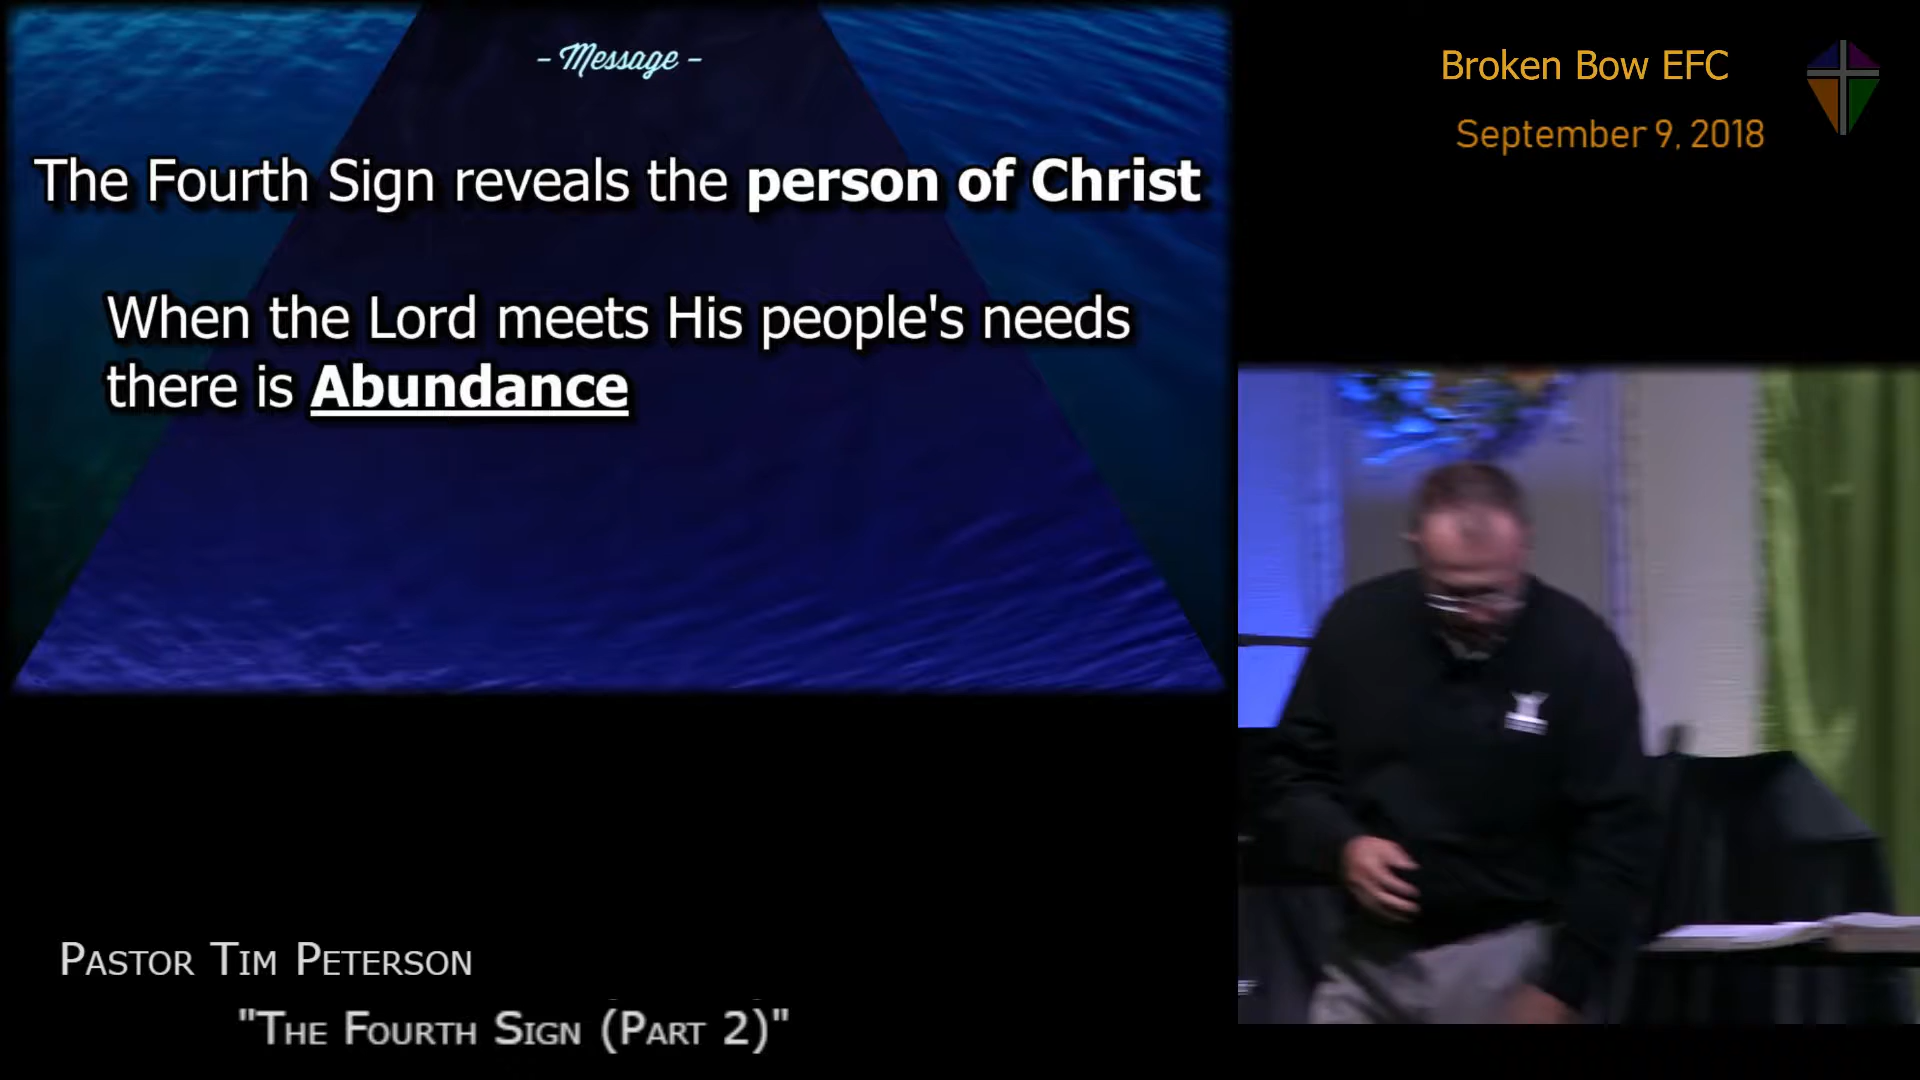 - Message -
The Fourth Sign reveals the person of Christ
When the Lord meets His people's needs
there is Abundance
Broken Bow EFC
September 9, 2018
Pastor Tim Peterson
"The Fourth Sign (Part 2)"